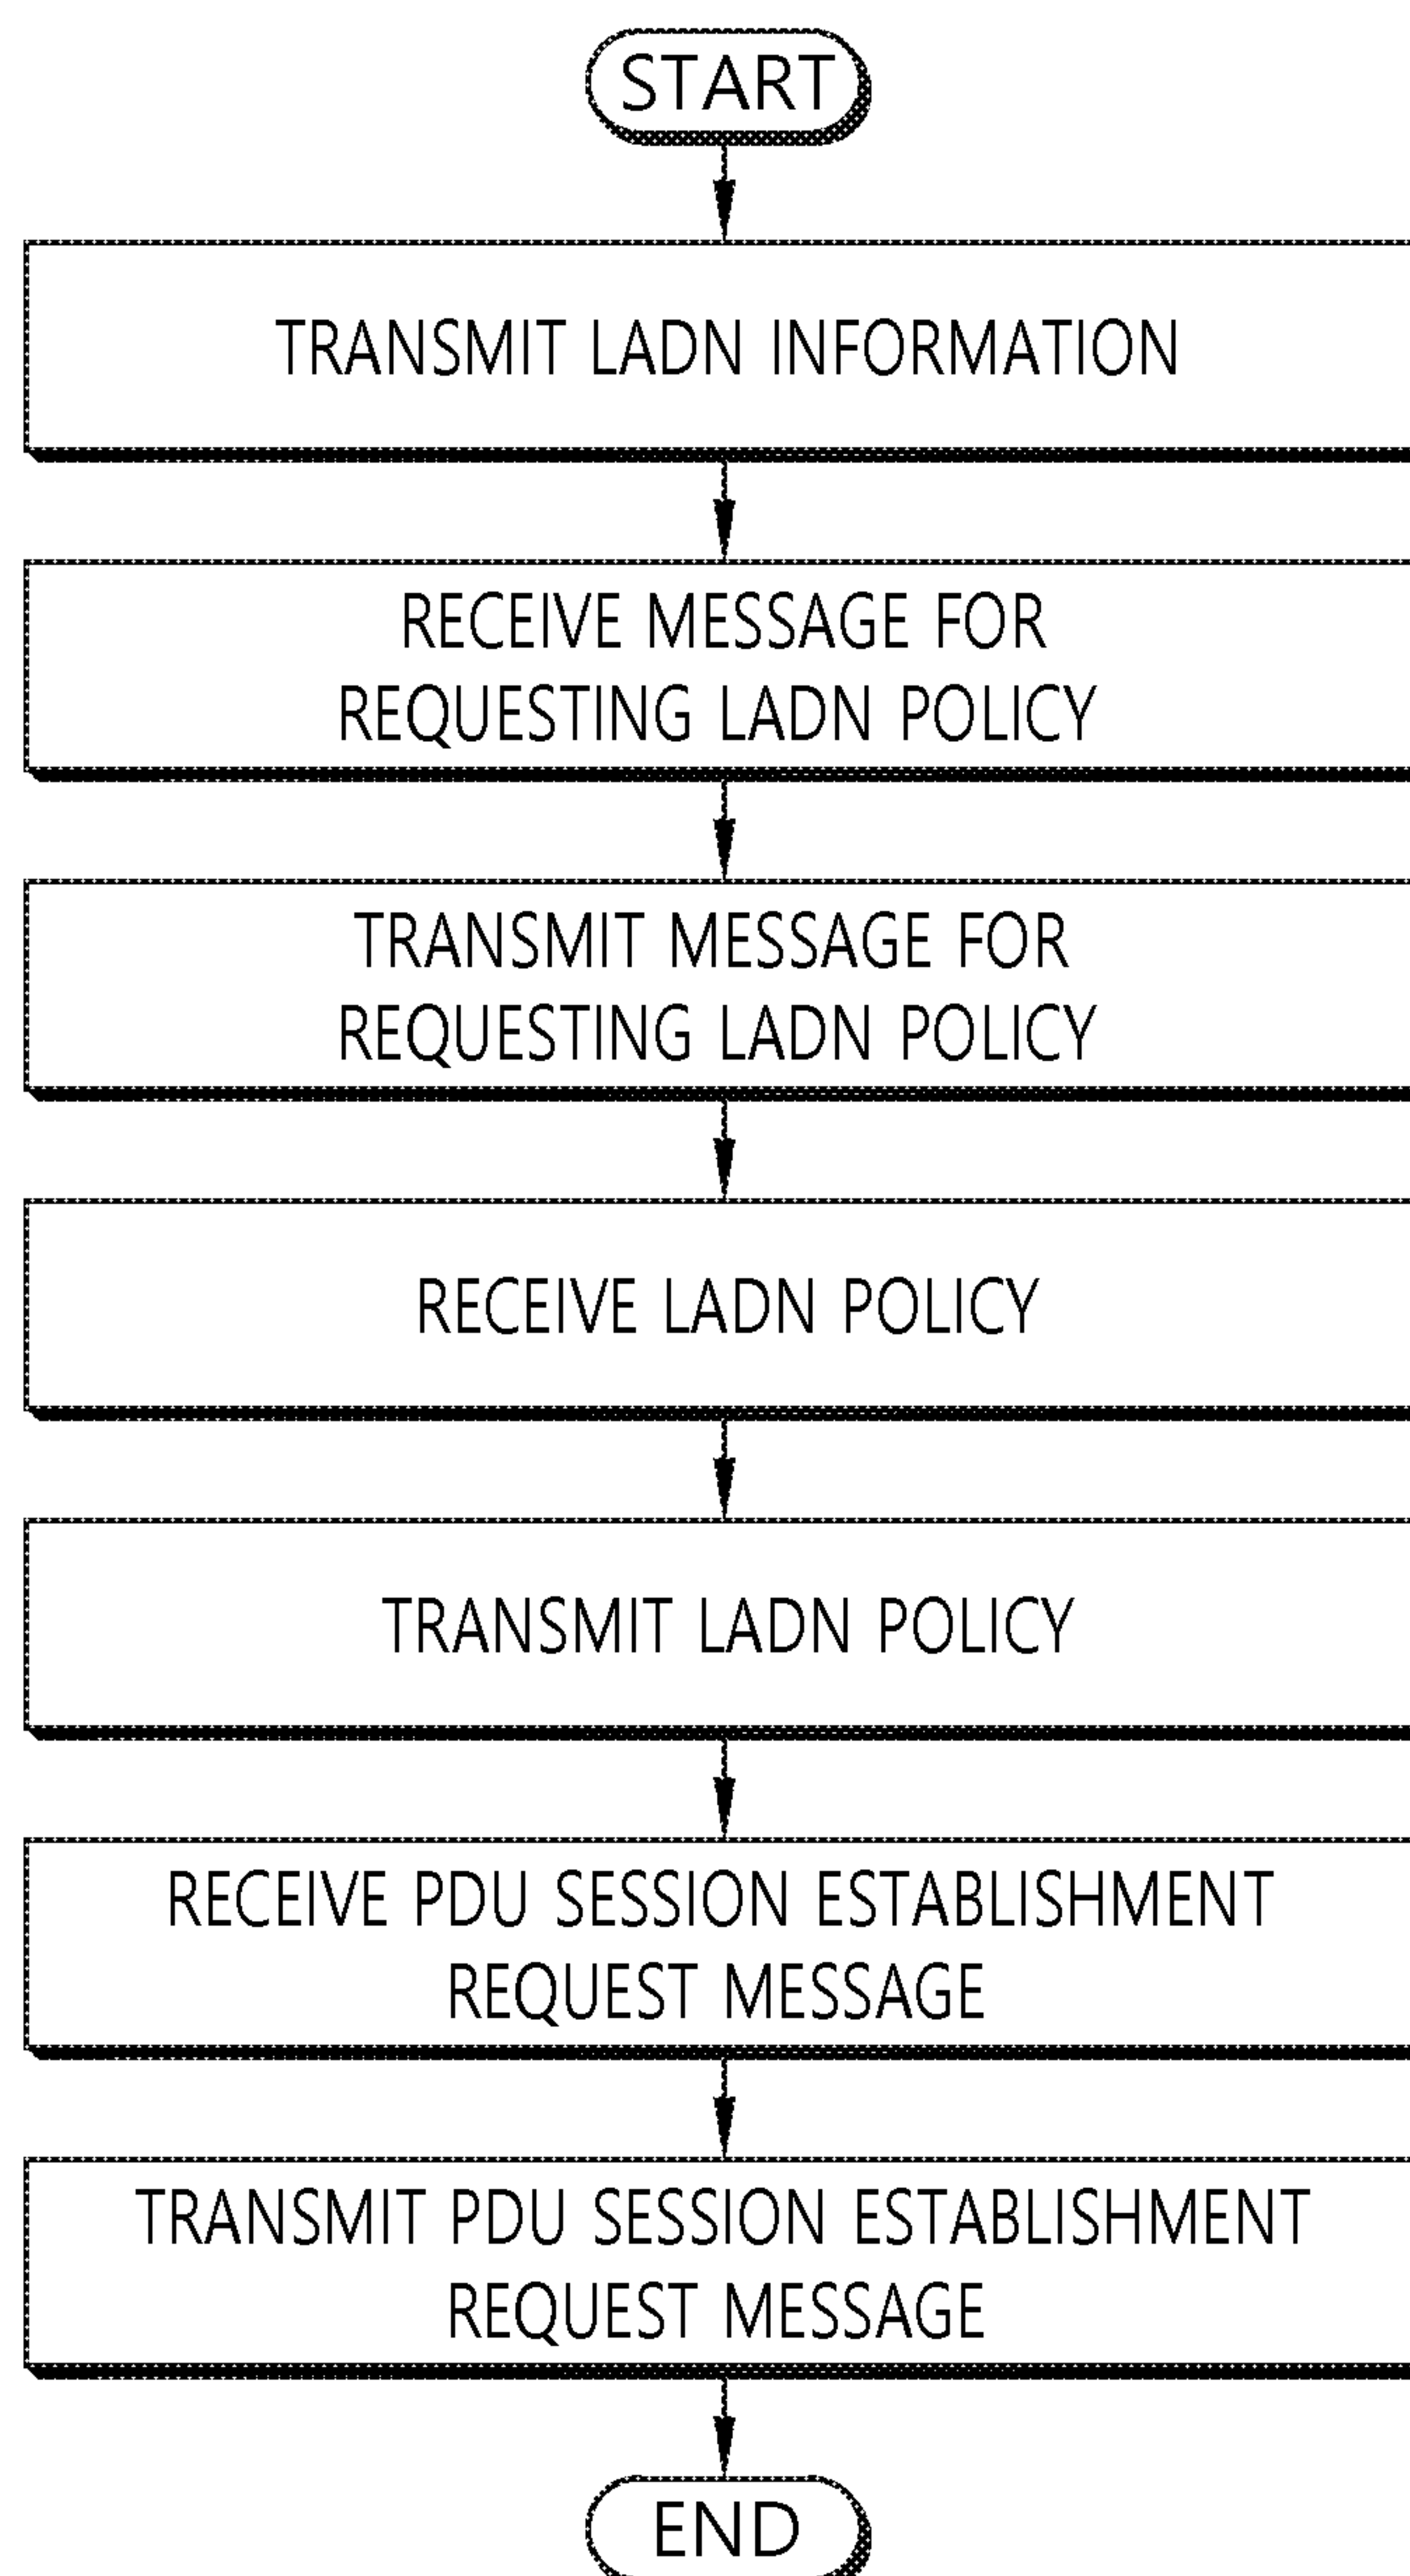 START
TRANSMIT LADN INFORMATION
RECEIVE MESSAGE FOR
REQUESTING LADN POLICY
TRANSMIT MESSAGE FOR
REQUESTING LADN POLICY
RECEIVE LADN POLICY
TRANSMIT LADN POLICY
RECEIVE PDU SESSION ESTABLISHMENT
REQUEST MESSAGE
TRANSMIT PDU SESSION ESTABLISHMENT
REQUEST MESSAGE
END